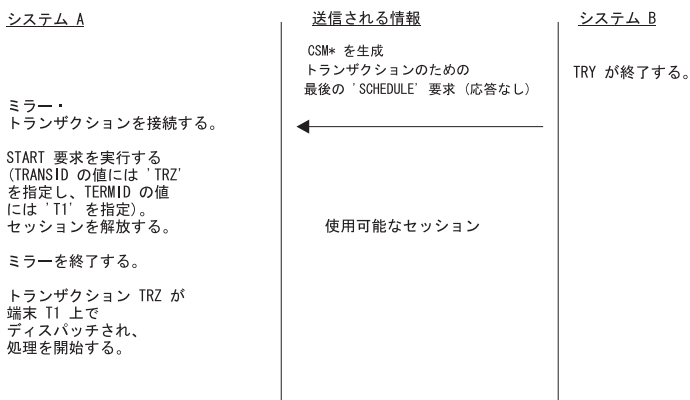 システム A
送信される情報
システム B
CSM* を生成
トランザクションのための
最後の 'SCHEDULE' 要求 (応答なし)
TRY が終了する。
ミラー・
トランザクションを接続する。
START 要求を実行する
(TRANSID の値には 'TRZ'
を指定し、TERMID の値
には 'T1' を指定)。
セッションを解放する。
使用可能なセッション
ミラーを終了する。
トランザクション TRZ が
端末 T1 上で
ディスパッチされ、
処理を開始する。